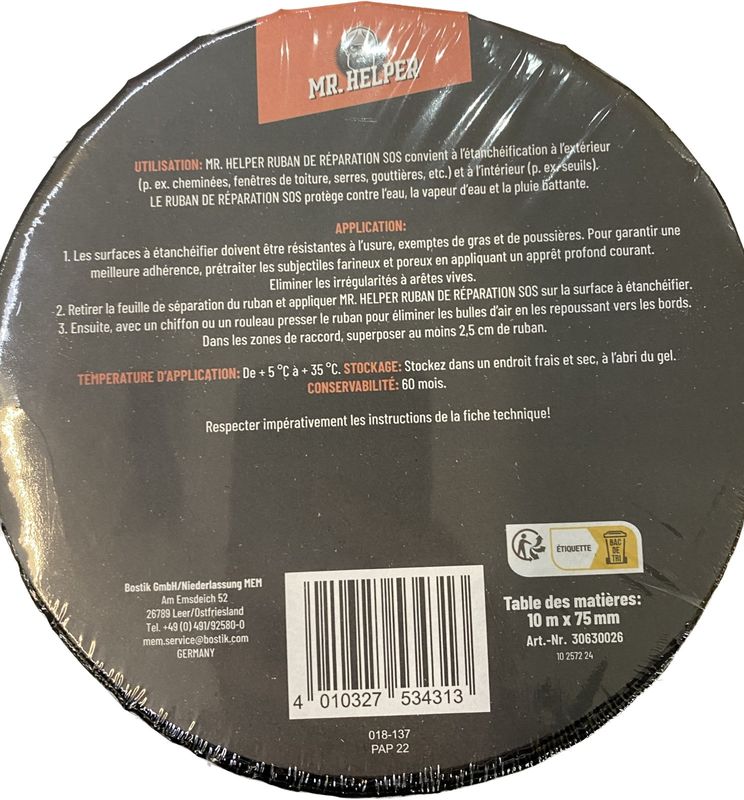 MR. HELPER
UTILISATION: MR. HELPER RUBAN DE RÉPARATION SOS convient à l'étanchéification à l'extérieur
(p. ex. cheminées, fenêtres de toiture, serres, gouttières, etc.) et à l'intérieur (p. ex. seuils).
LE RUBAN DE RÉPARATION SOS protège contre l'eau, la vapeur d'eau et la pluie battante.
APPLICATION:
1. Les surfaces à étanchéifier doivent être résistantes à l'usure, exemptes de gras et de poussières. Pour garantir une
meilleure adhérence, prétraiter les subjectiles farineux et poreux en appliquant un apprêt profond courant.
Eliminer les irrégularités à arêtes vives.
2. Retirer la feuille de séparation du ruban et appliquer MR. HELPER RUBAN DE RÉPARATION SOS sur la surface à étanchéifier.
3. Ensuite, avec un chiffon ou un rouleau presser le ruban pour éliminer les bulles d'air en les repoussant vers les bords.
Dans les zones de raccord, superposer au moins 2,5 cm de ruban.
TEMPÉRATURE D'APPLICATION: De + 5 °C à + 35 °C. STOCKAGE: Stockez dans un endroit frais et sec, à l'abri du gel.
CONSERVABILITÉ: 60 mois.
Respecter impérativement les instructions de la fiche technique!
ÉTIQUETTE
BAC
DE
TRI
Bostik GmbH/Niederlassung MEM
Am Emsdeich 52
26789 Leer/Ostfriesland
Tel. +49 (0) 491/92580-0
mem.service@bostik.com
GERMANY
4 010327 534313
018-137
PAP 22
Table des matières:
10 m x 75 mm
Art.-Nr. 30630026
10 2572 24